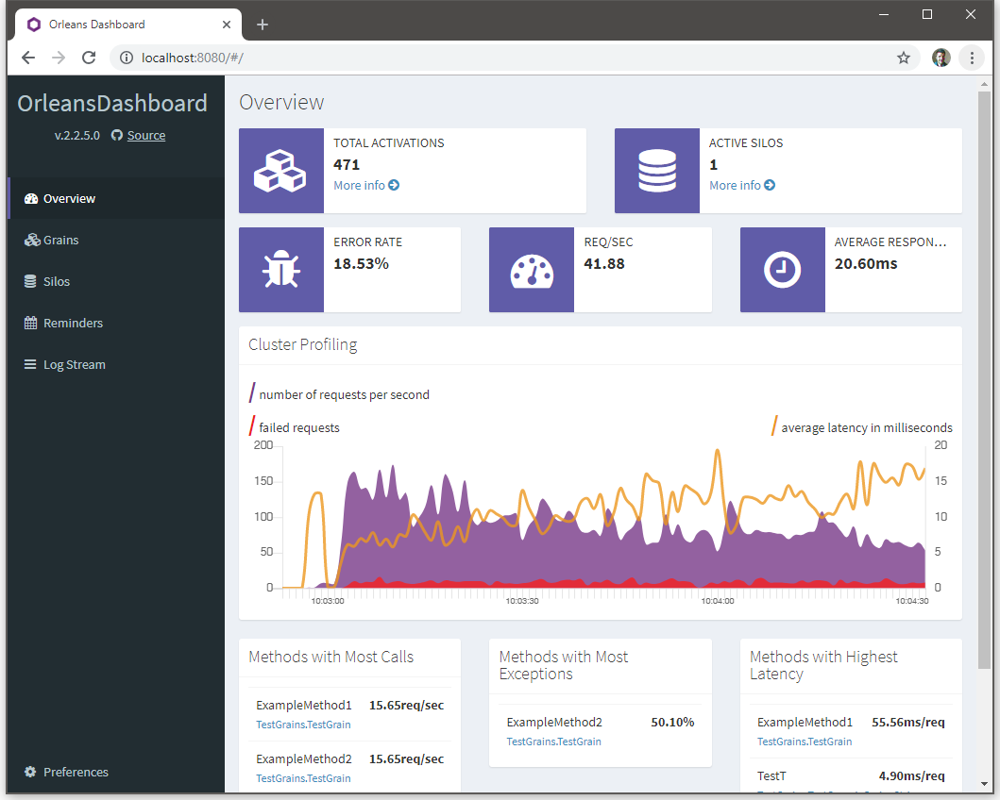 Orleans Dashboard
localhost:8080/#/
OrleansDashboard
v.2.2.5.0 Source
Overview
Grains
Silos
Reminders
Log Stream
Preferences
Overview
TOTAL ACTIVATIONS
471
More info
ACTIVE SILOS
1
More info
ERROR RATE
18.53%
REQ/SEC
41.88
AVERAGE RESPON...
20.60ms
Cluster Profiling
number of requests per second
failed requests
average latency in milliseconds
200
150
100
50
0
20
15
10
5
0
10:03:00 10:03:30 10:04:00 10:04:30
Methods with Most Calls
ExampleMethod1 15.65req/sec
TestGrains.TestGrain
ExampleMethod2 15.65req/sec
TestGrains.TestGrain
Methods with Most
Exceptions
ExampleMethod2 50.10%
TestGrains.TestGrain
Methods with Highest
Latency
ExampleMethod1 55.56ms/req
TestGrains.TestGrain
TestT 4.90ms/req